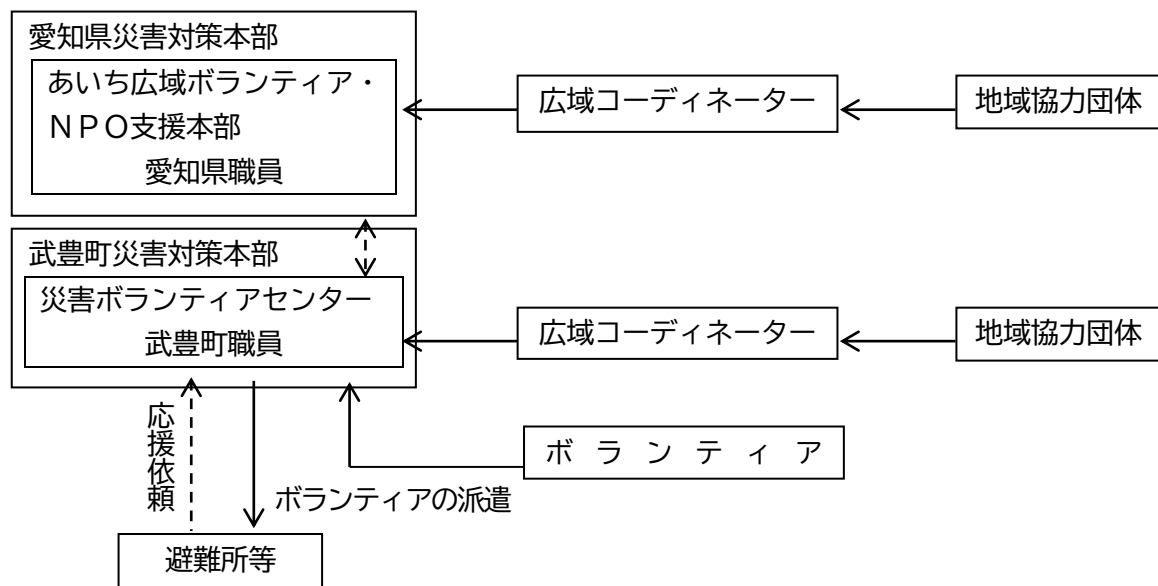 愛知県災害対策本部
あいち広域ボランティア・
ＮＰＯ支援本部
愛知県職員
広域コーディネーター
地域協力団体
武豊町災害対策本部
災害ボランティアセンター
武豊町職員
広域コーディネーター
地域協力団体
応援依頼
ボランティア
ボランティアの派遣
避難所等